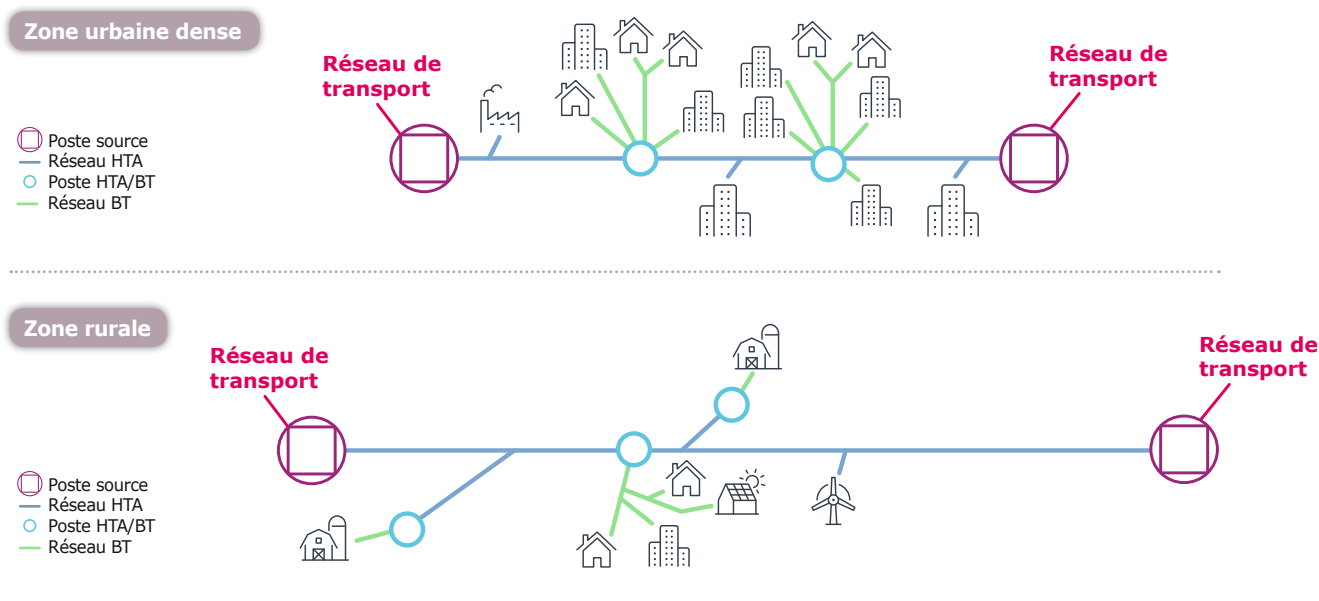 Zone urbaine dense
Réseau de
transport
Réseau de
transport
Poste source
Réseau HTA
Poste HTA/BT
Réseau BT
Zone rurale
Réseau de
transport
Réseau de
transport
Poste source
Réseau HTA
Poste HTA/BT
Réseau BT